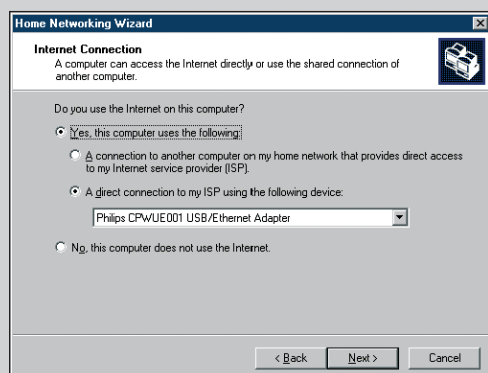 Home Networking Wizard
Internet Connection
A computer can access the Internet directly or use the shared connection of
another computer.
Do you use the Internet on this computer?
Yes, this computer uses the following:
A connection to another computer on my home network that provides direct access
to my Internet service provider (ISP).
A direct connection to my ISP using the following device:
Philips CPWUE001 USB/Ethernet Adapter
No, this computer does not use the Internet.
< Back
Next >
Cancel